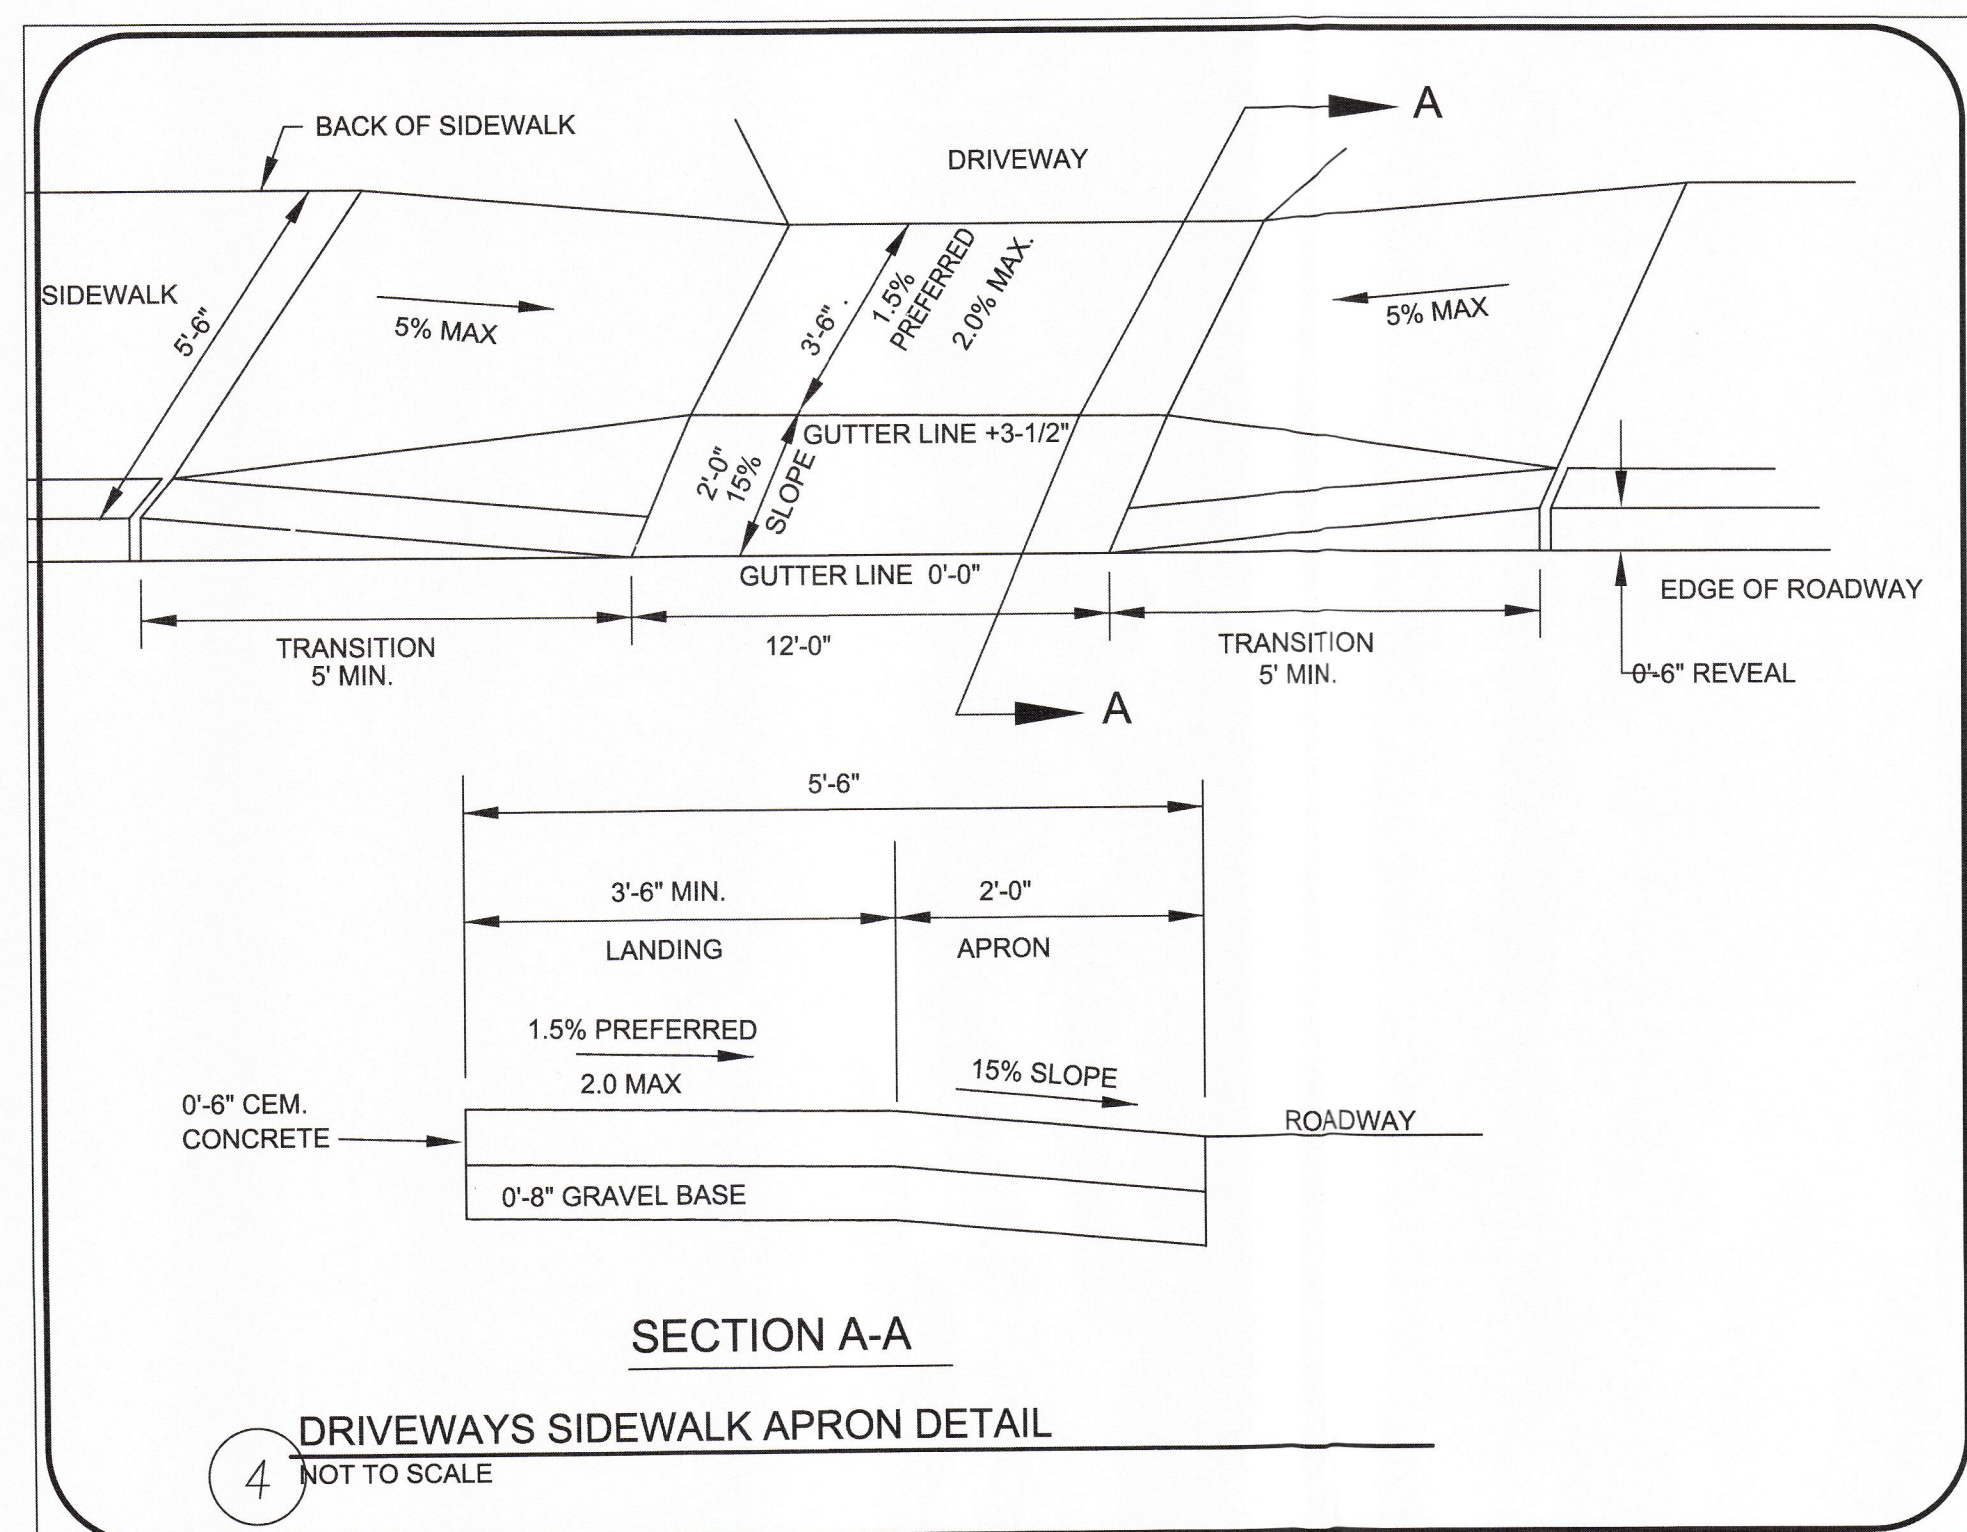 BACK OF SIDEWALK
A
DRIVEWAY
SIDEWALK
5'-6"
5% MAX
3'-6" .
1.5%
PREFERRED
2.0% MAX.
5% MAX
GUTTER LINE +3-1/2"
2'-0"
15%
SLOPE
GUTTER LINE 0'-0"
EDGE OF ROADWAY
TRANSITION
5' MIN.
12'-0"
TRANSITION
5' MIN.
0'-6" REVEAL
A
5'-6"
3'-6" MIN.
2'-0"
LANDING
APRON
1.5% PREFERRED
2.0 MAX
15% SLOPE
0'-6" CEM.
CONCRETE
ROADWAY
0'-8" GRAVEL BASE
SECTION A-A
DRIVEWAYS SIDEWALK APRON DETAIL
4
NOT TO SCALE